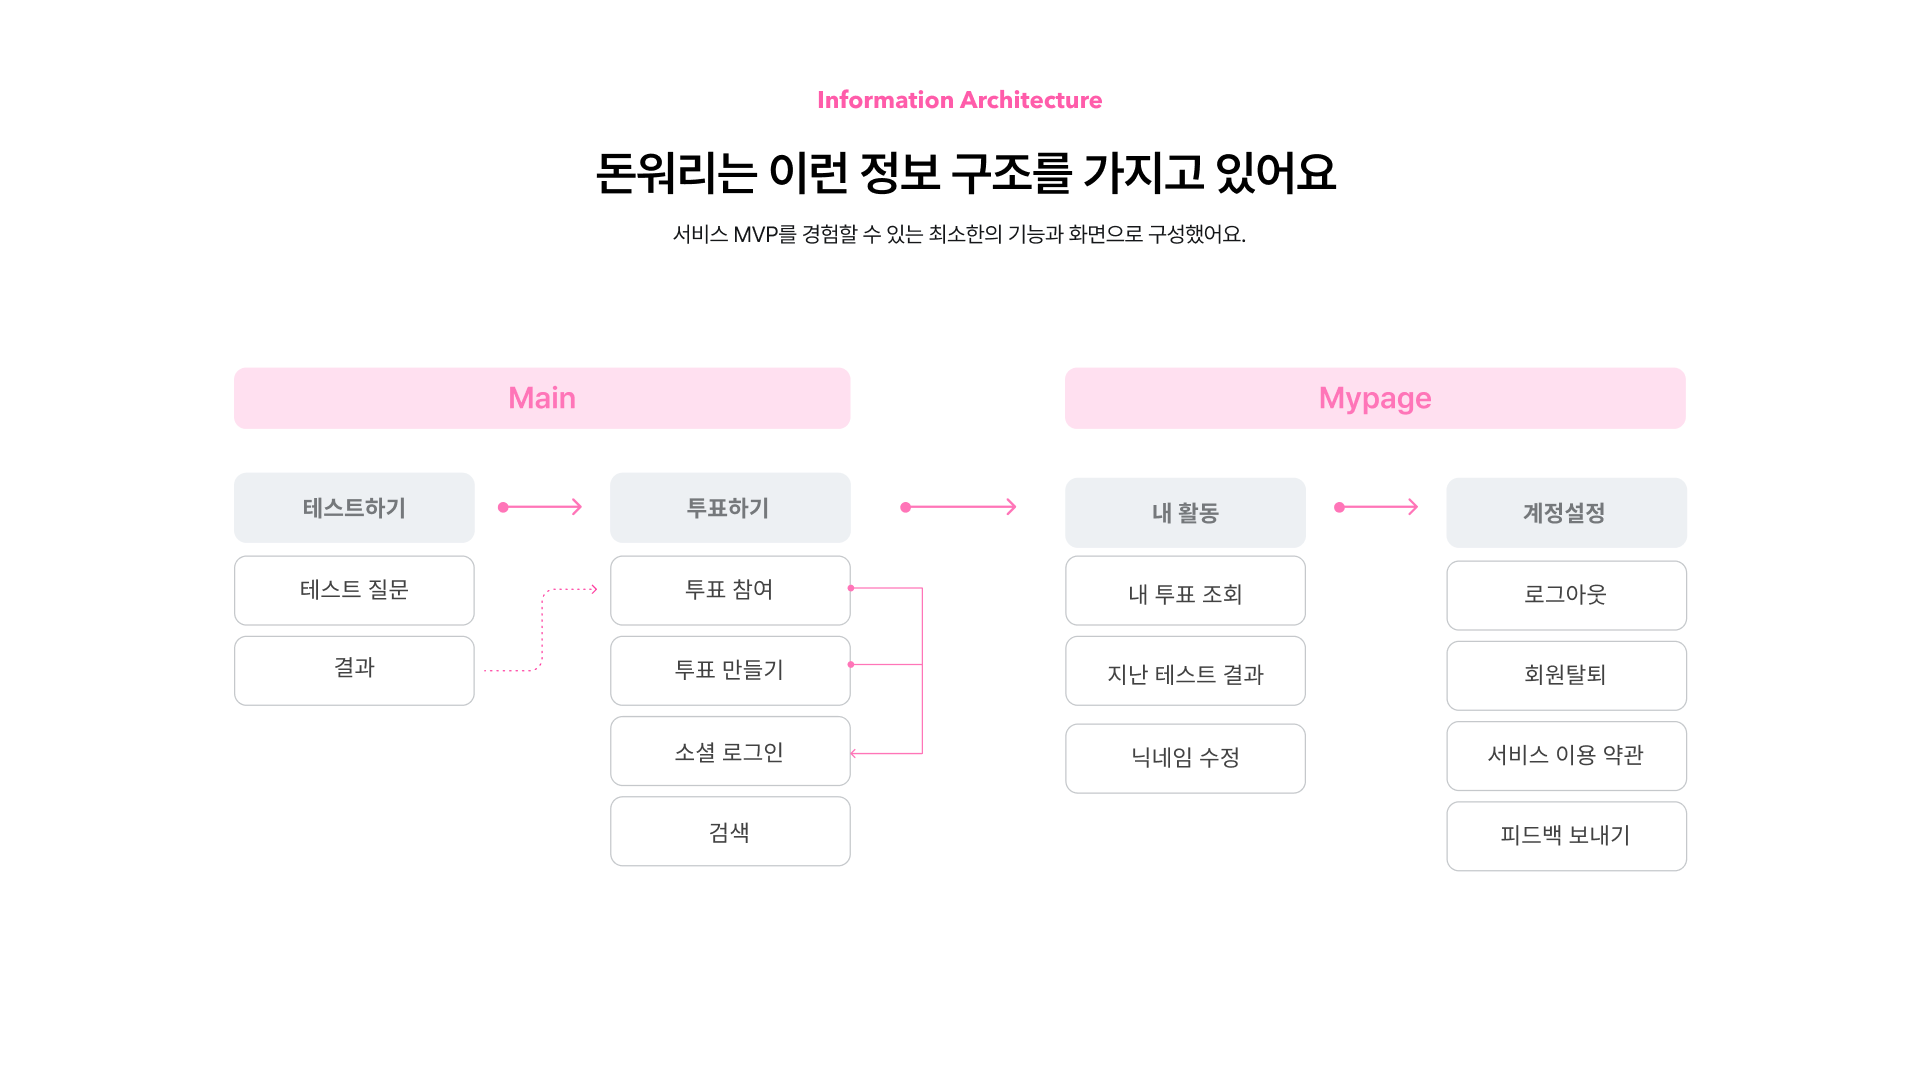 Information Architecture
돈워리는 이런 정보 구조를 가지고 있어요
서비스 MVP를 경험할 수 있는 최소한의 기능과 화면으로 구성했어요.
Main
테스트하기
테스트 질문
결과
투표하기
투표 참여
투표 만들기
소셜 로그인
검색
Mypage
내 활동
내 투표 조회
지난 테스트 결과
닉네임 수정
계정설정
로그아웃
회원탈퇴
서비스 이용 약관
피드백 보내기